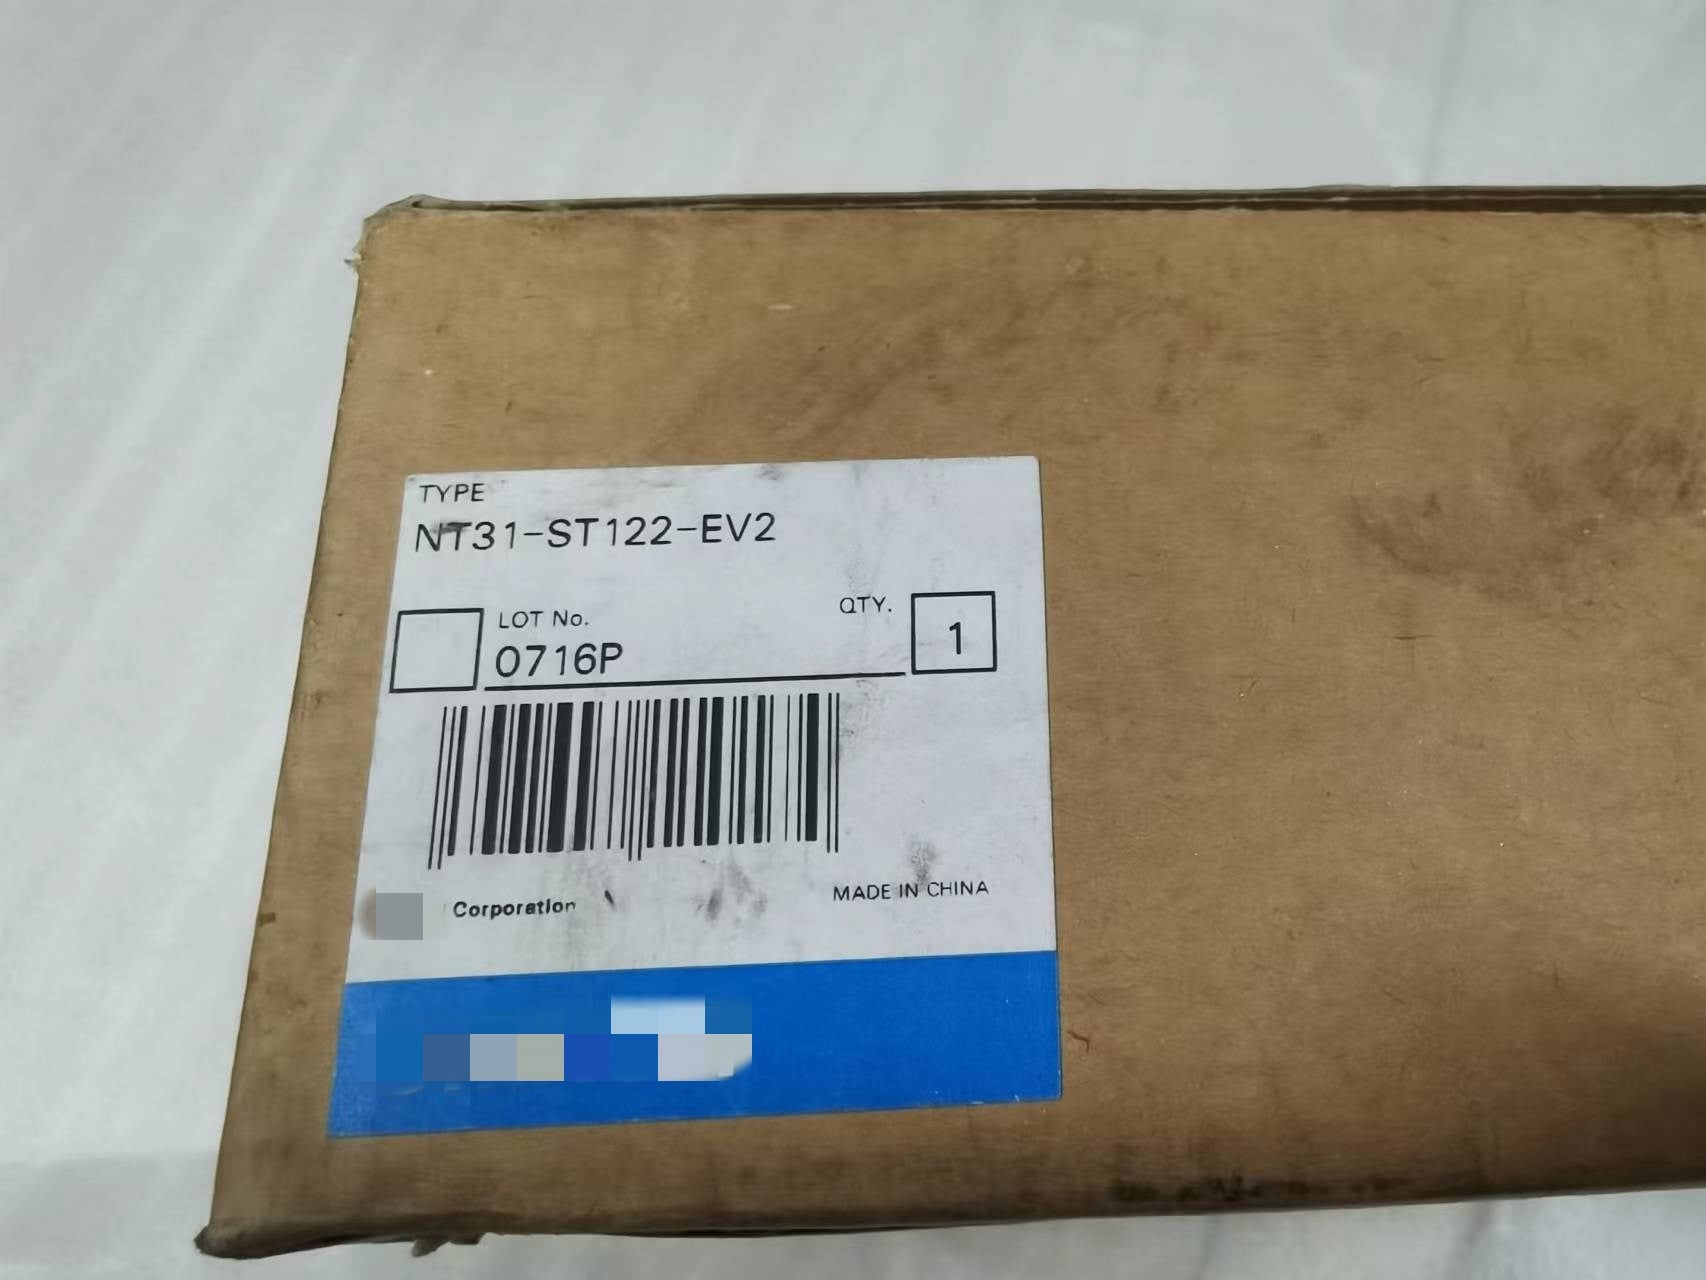 TYPE
NT31-ST122-EV2
LOT No.
QTY.
0716P
1
Corporation
MADE IN CHINA